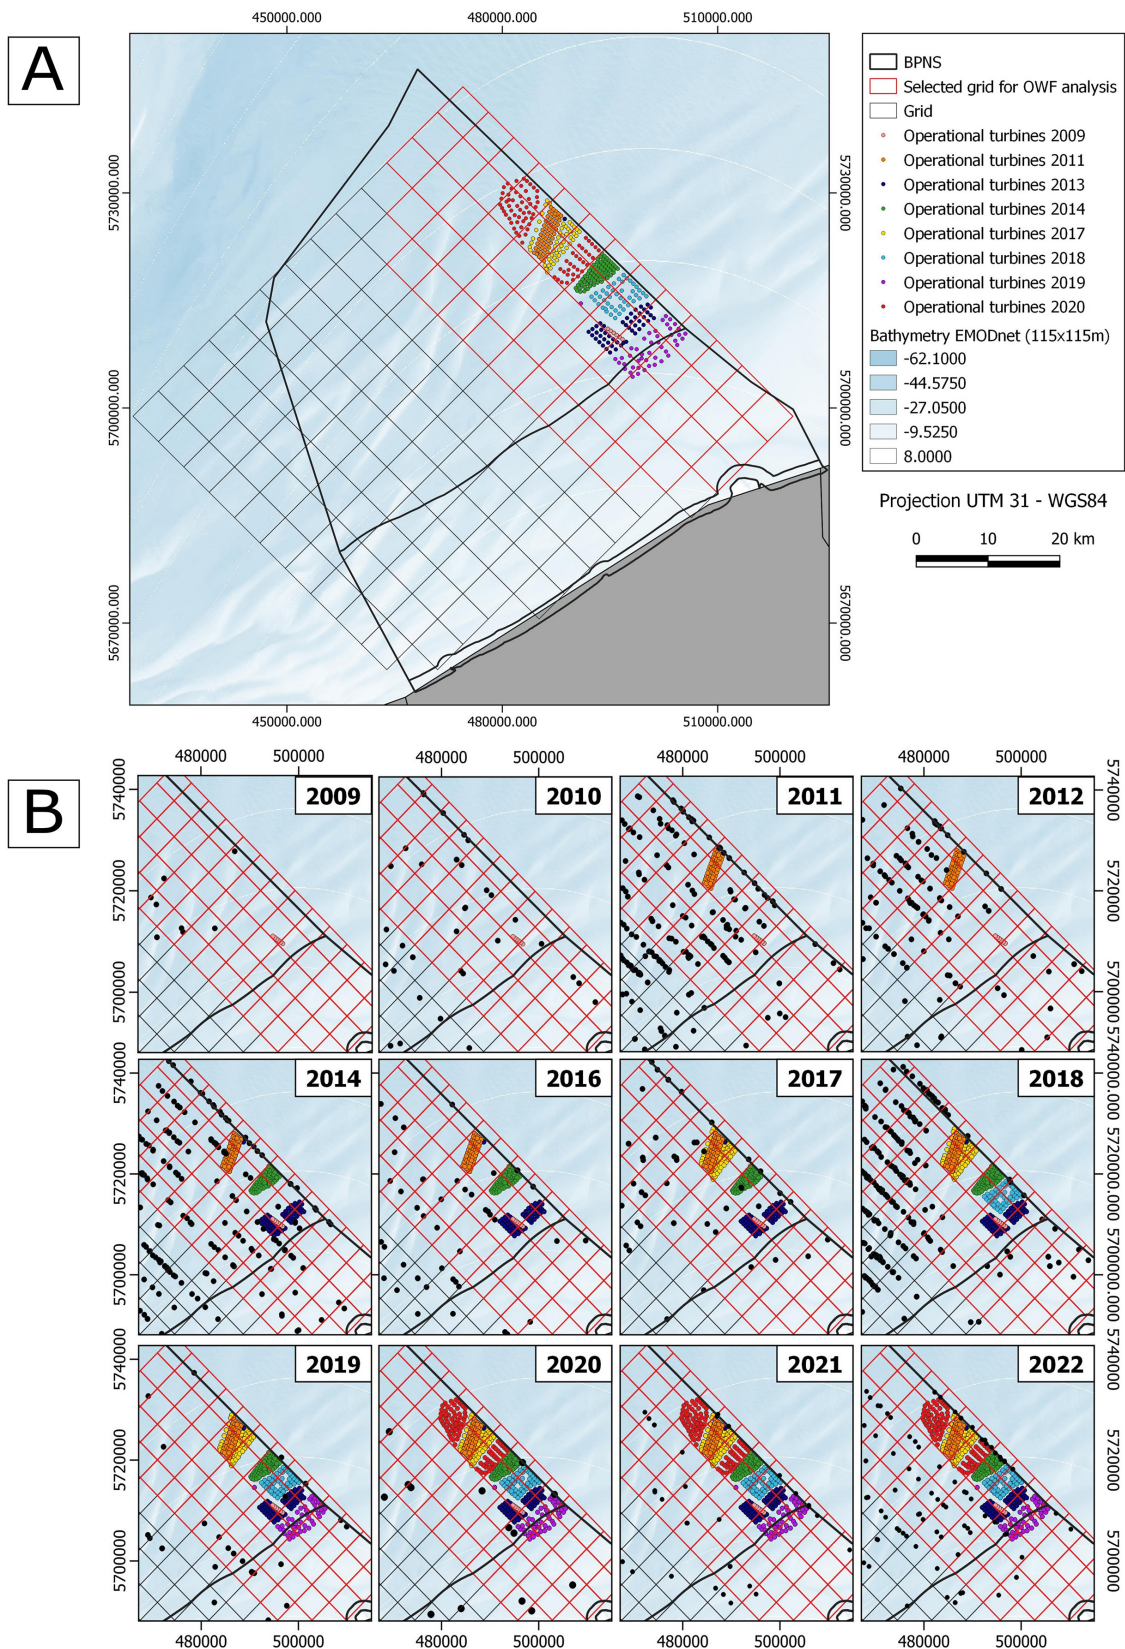 A
450000.000 480000.000 510000.000
5730000.000
5700000.000
5670000.000
5730000.000
5700000.000
5670000.000
450000.000 480000.000 510000.000
BPNS
Selected grid for OWF analysis
Grid
Operational turbines 2009
Operational turbines 2011
Operational turbines 2013
Operational turbines 2014
Operational turbines 2017
Operational turbines 2018
Operational turbines 2019
Operational turbines 2020
Bathymetry EMODnet (115x115m)
-62.1000
-44.5750
-27.0500
-9.5250
8.0000
Projection UTM 31 - WGS84
0 10 20 km
B
480000 500000 480000 500000 480000 500000 480000 500000
5740000
5720000
5700000
2009 2010 2011 2012
5740000
5720000
5700000
5740000
5720000
5700000
2014 2016 2017 2018
5740000.000
5720000.000
5700000.000
5740000
5720000
5700000
2019 2020 2021 2022
5740000
5720000
5700000
480000 500000 480000 500000 480000 500000 480000 500000